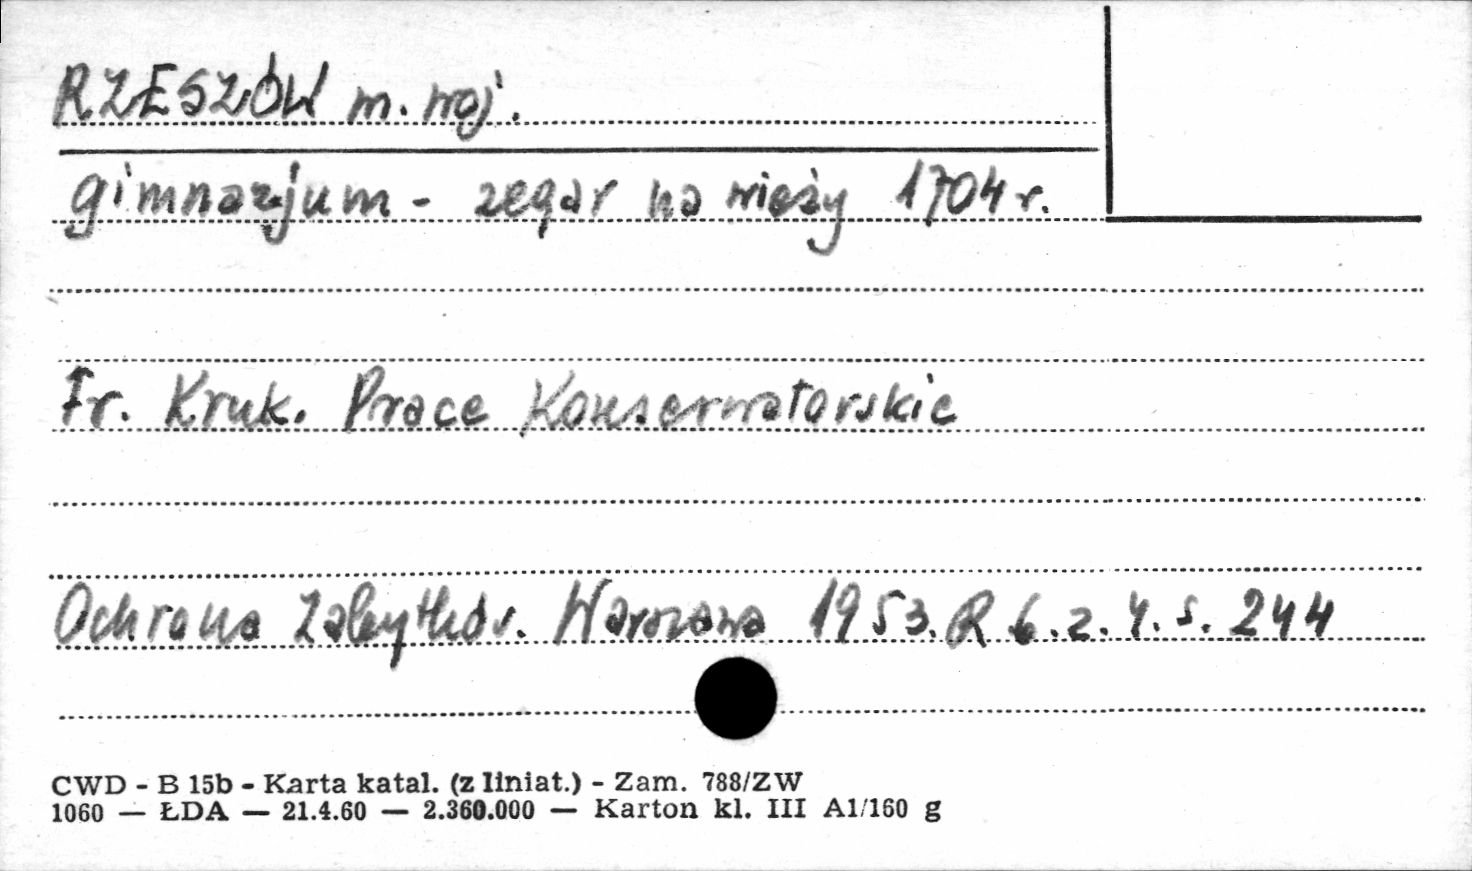 RZESZÓW m. woj.
gimnazjum - zegar na wieży 1704 r.
Fr. Kruk. Prace Konserwatorskie
Ochrona Zabytków. Warszawa 1953. R 6. z. 4. s. 244
CWD - B 15b - Karta katal. (z liniat.) - Zam. 788/ZW
1060 — ŁDA — 21.4.60 — 2.360.000 — Karton kl. III A1/160 g